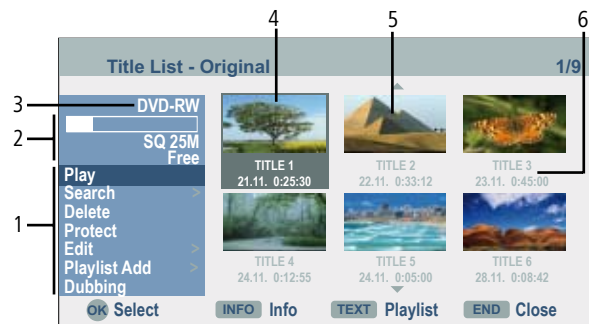 4 5 6
Title List - Original 1/9
3 DVD-RW
2
SQ 25M
Free
1
Play
Search >
Delete
Protect
Edit >
Playlist Add >
Dubbing
TITLE 1 TITLE 2 TITLE 3
21.11. 0:25:30 22.11. 0:33:12 23.11. 0:45:00
TITLE 4 TITLE 5 TITLE 6
24.11. 0:12:55 24.11. 0:05:00 28.11. 0:08:42
OK Select INFO Info TEXT Playlist END Close